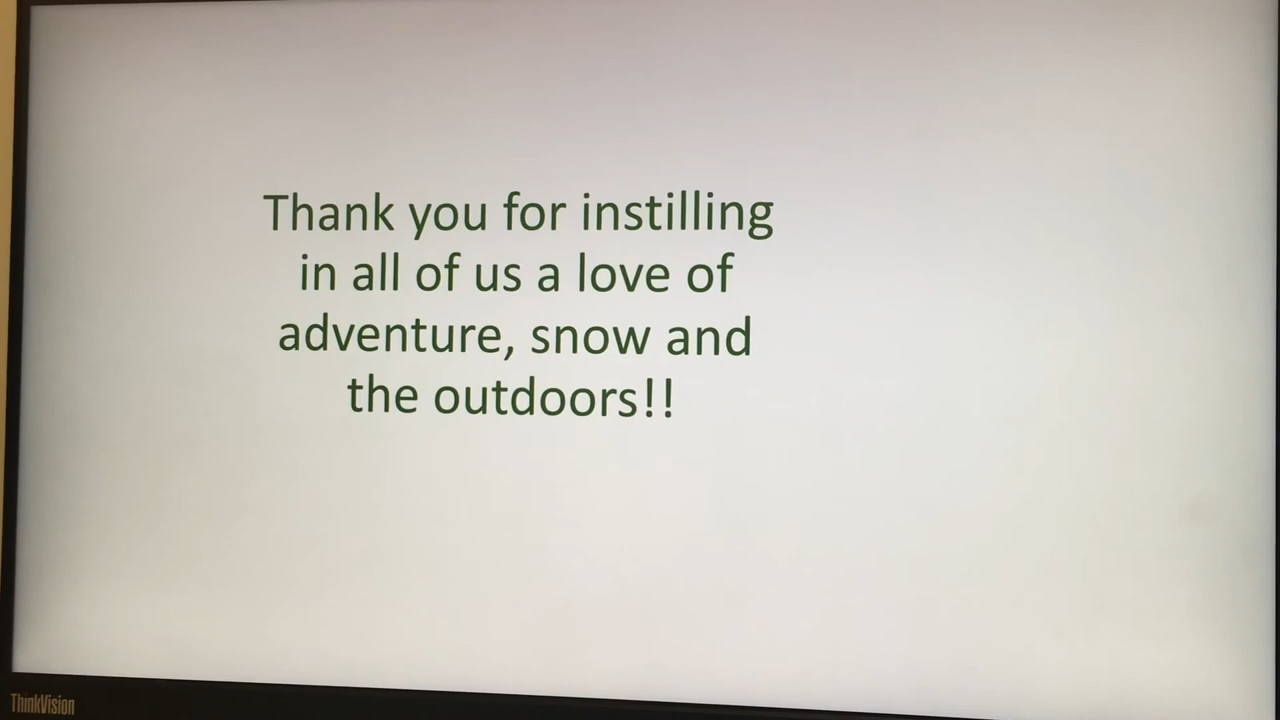 Thank you for instilling
in all of us a love of
adventure, snow and
the outdoors!!
ThinkVision